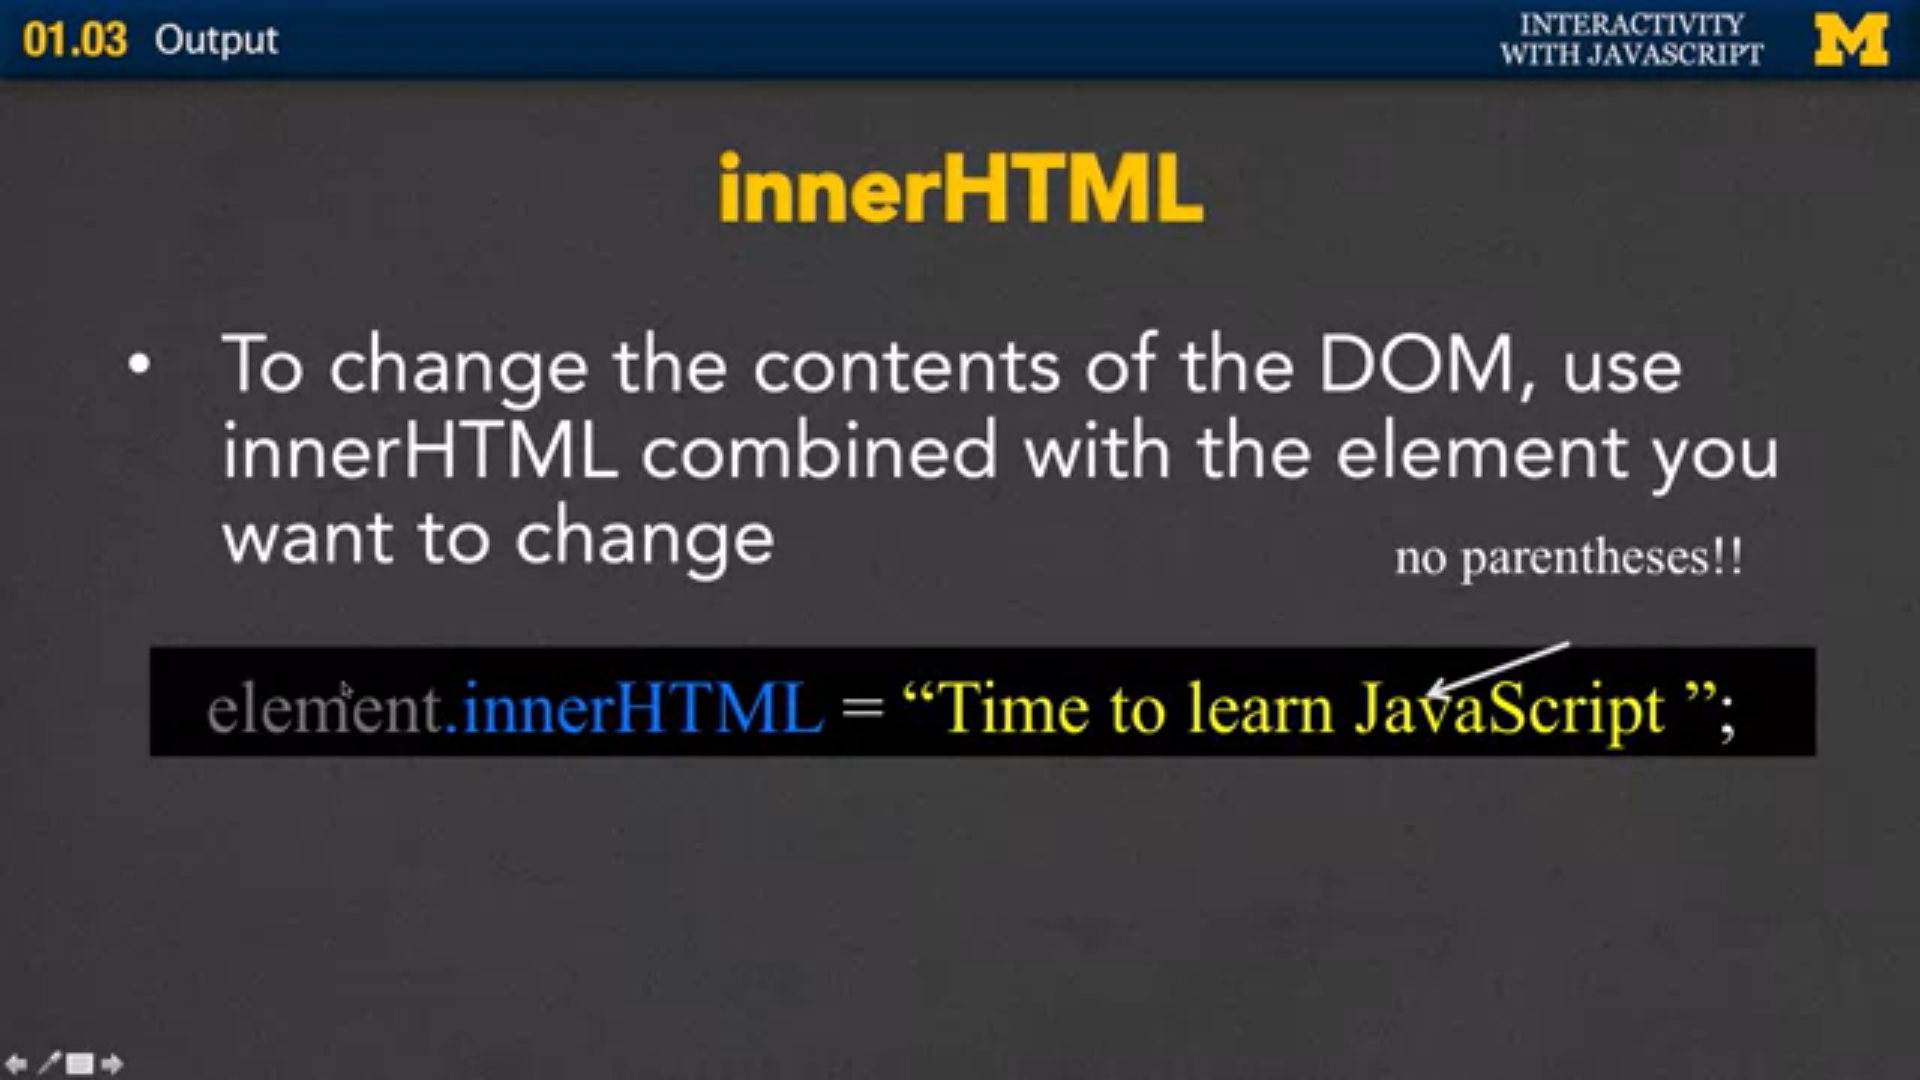 01.03 Output
INTERACTIVITY
WITH JAVASCRIPT
M
innerHTML
• To change the contents of the DOM, use
innerHTML combined with the element you
want to change
no parentheses!!
element.innerHTML = “Time to learn JavaScript ”;